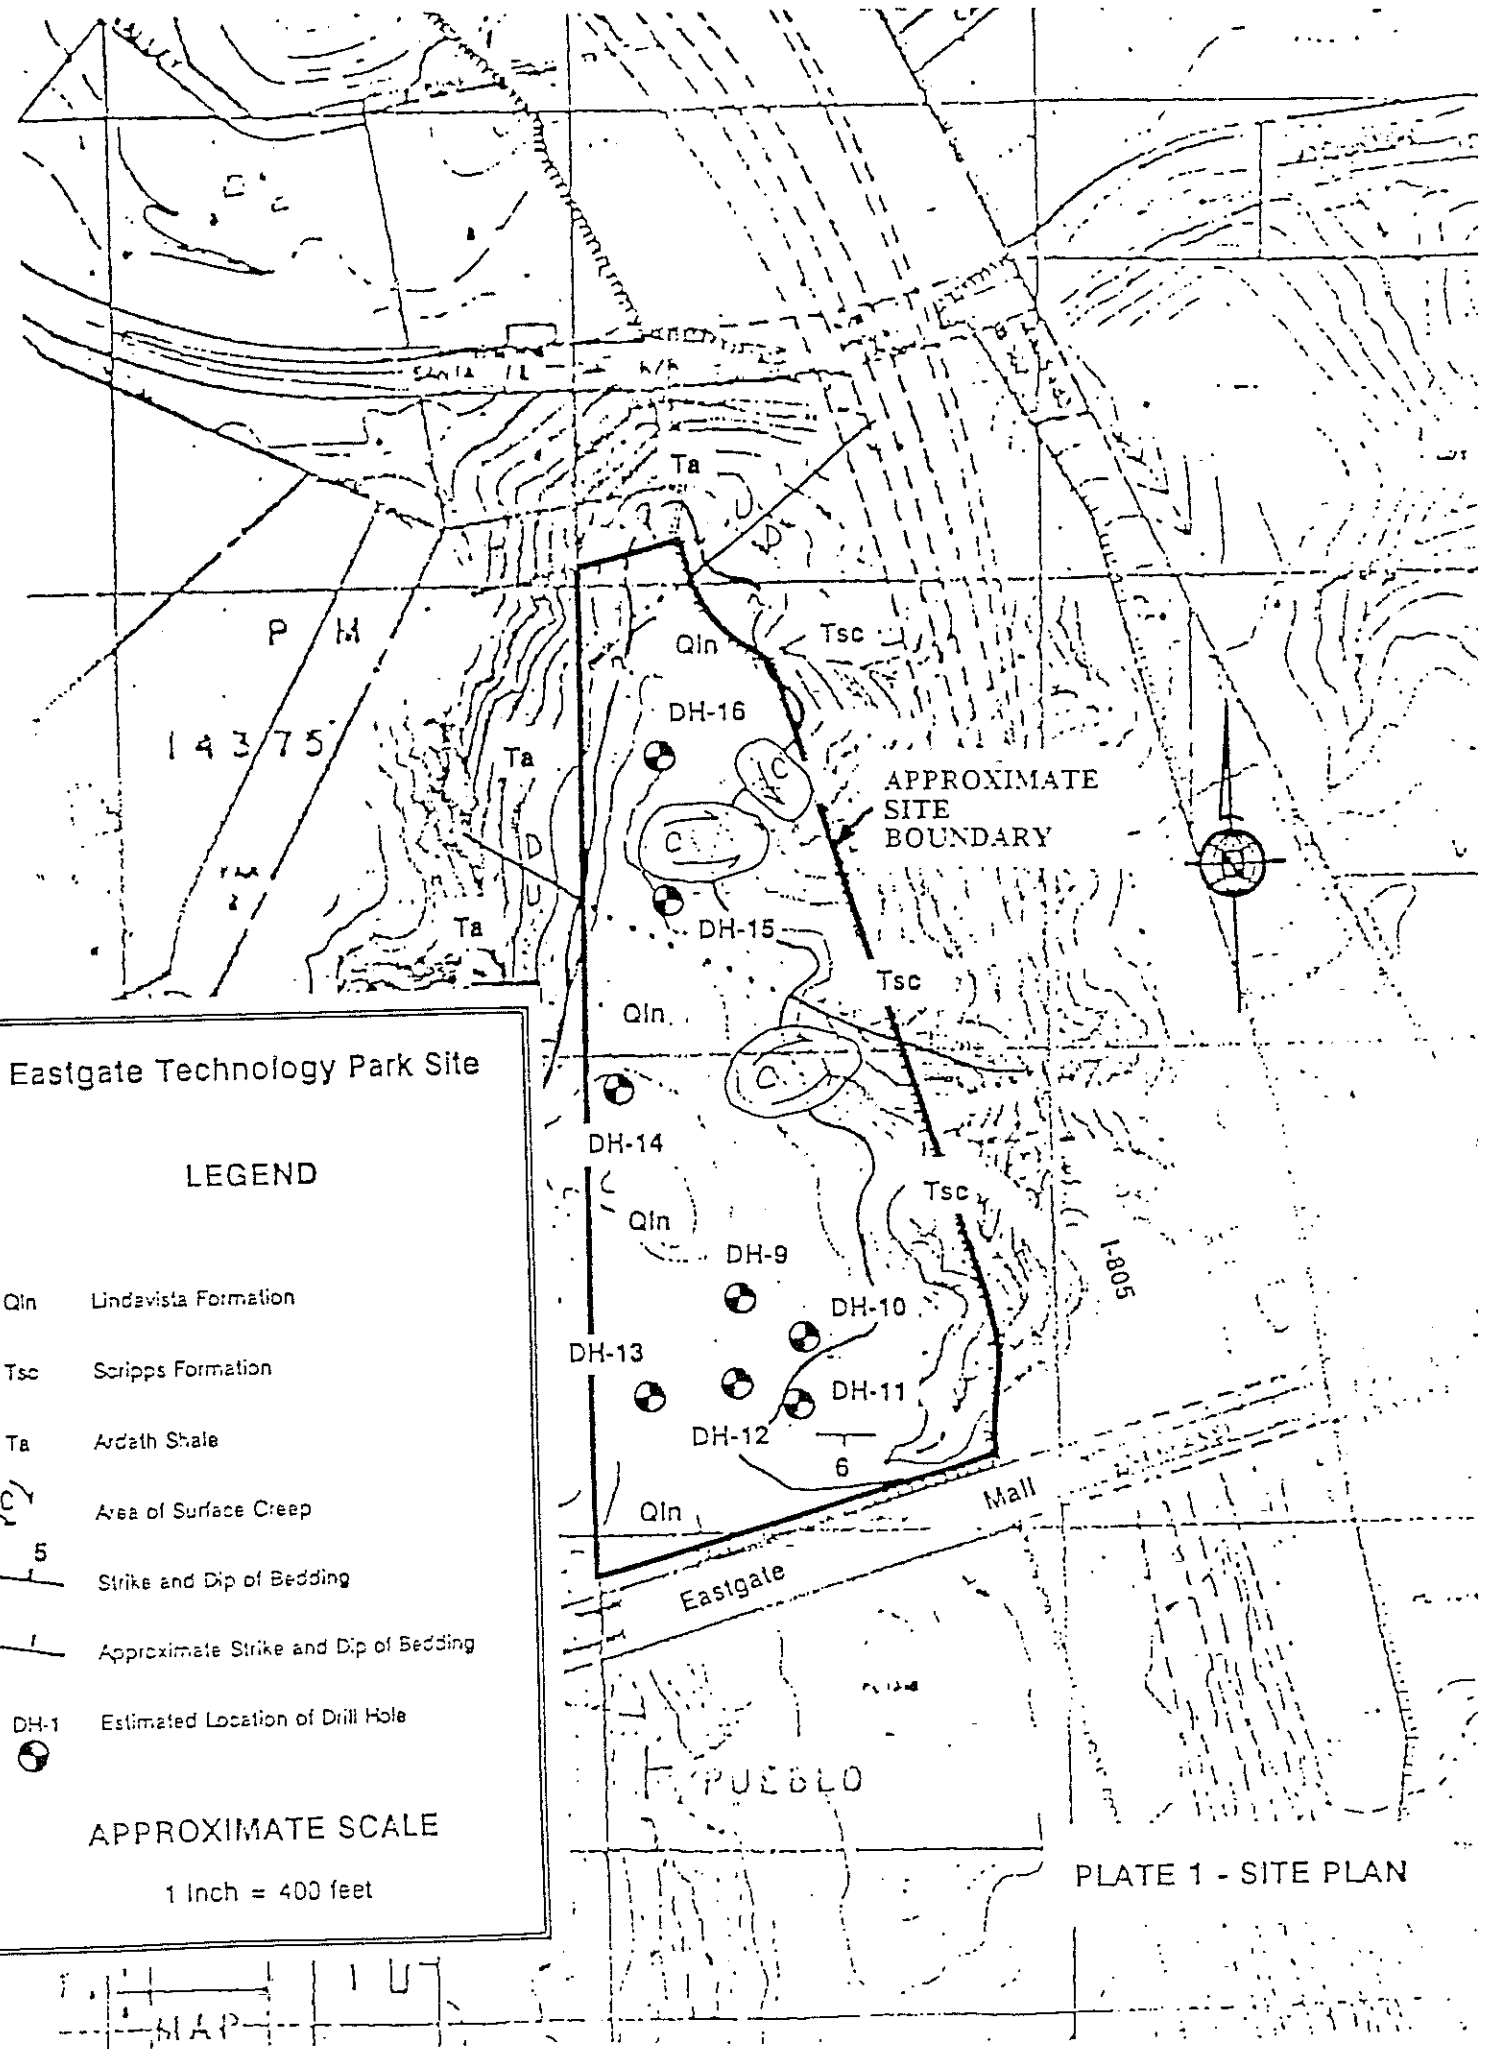 Ta
P M
Qln
Tsc
DH-16
14375
Ta
C
APPROXIMATE
SITE
BOUNDARY
C
D
U
Ta
DH-15
Tsc
Qln
C
DH-14
Tsc
Qln
DH-9
I-805
DH-10
DH-13
DH-11
DH-12
6
Qln
Mall
Eastgate
PUEBLO
Eastgate Technology Park Site
LEGEND
Qln Lindavista Formation
Tsc Scripps Formation
Ta Ardath Shale
C Area of Surface Creep
5 Strike and Dip of Bedding
Approximate Strike and Dip of Bedding
DH-1 Estimated Location of Drill Hole
APPROXIMATE SCALE
1 Inch = 400 feet
PLATE 1 - SITE PLAN
MAP